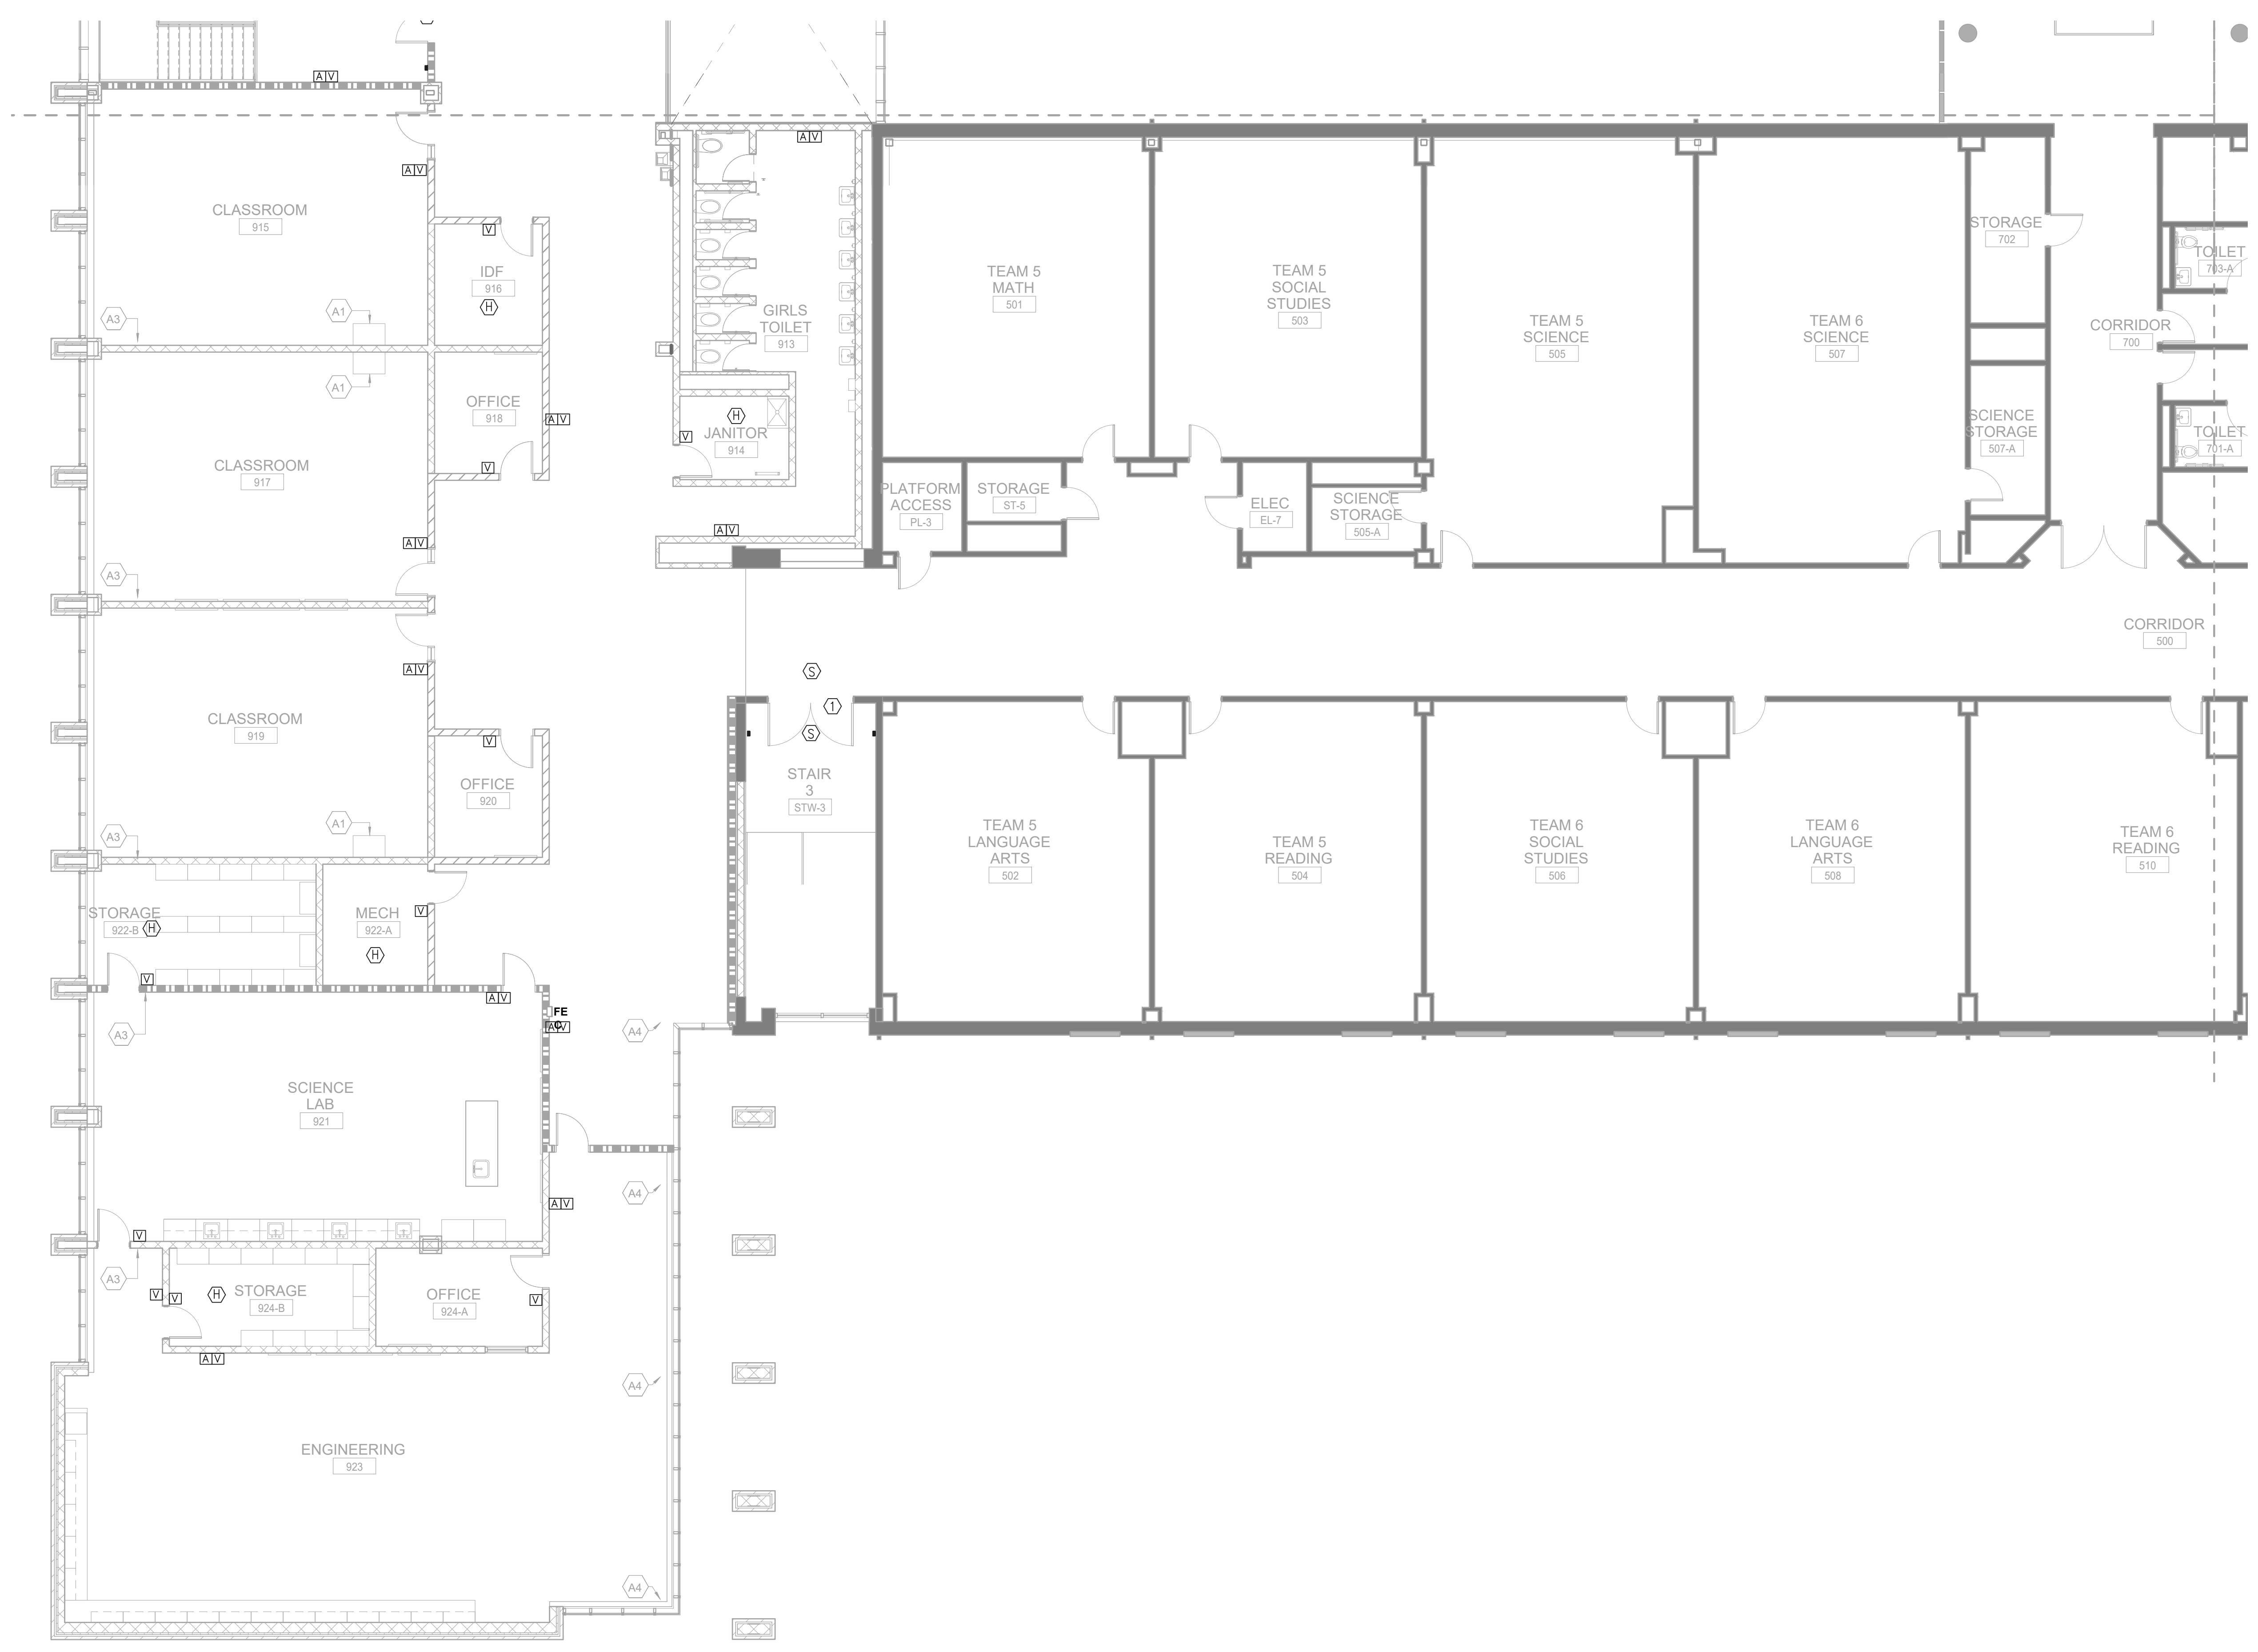 A V
A V
A V
CLASSROOM
915
V
IDF
916
H
A3
A1
A1
GIRLS
TOILET
913
TEAM 5
MATH
501
TEAM 5
SOCIAL
STUDIES
503
TEAM 5
SCIENCE
505
TEAM 6
SCIENCE
507
STORAGE
702
TOILET
703-A
CORRIDOR
700
OFFICE
918
A V
V
H
V
JANITOR
914
CLASSROOM
917
SCIENCE
STORAGE
507-A
TOILET
701-A
PLATFORM
ACCESS
PL-3
STORAGE
ST-5
ELEC
EL-7
SCIENCE
STORAGE
505-A
A V
A V
A3
CORRIDOR
500
A V
S
1
S
CLASSROOM
919
V
OFFICE
920
STAIR
3
STW-3
A3
A1
TEAM 5
LANGUAGE
ARTS
502
TEAM 5
READING
504
TEAM 6
SOCIAL
STUDIES
506
TEAM 6
LANGUAGE
ARTS
508
TEAM 6
READING
510
STORAGE
922-B
H
MECH
922-A
V
H
V
A V
FE
C
A V
A3
A4
SCIENCE
LAB
921
A4
A V
V
A3
V
V
H
STORAGE
924-B
OFFICE
924-A
V
A V
A4
ENGINEERING
923
A4